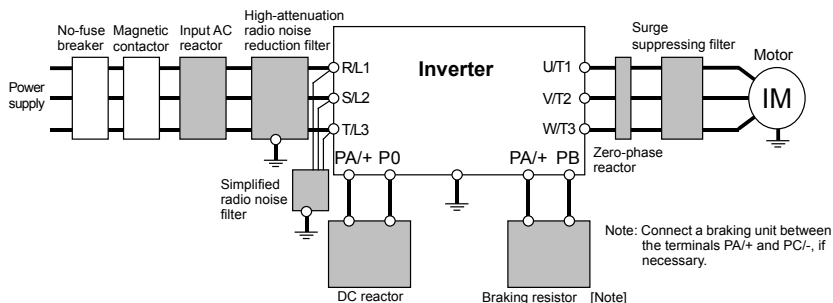 No-fuse
breaker
Magnetic
contactor
Input AC
reactor
High-attenuation
radio noise
reduction filter
Power
supply
R/L1
S/L2
T/L3
Inverter
U/T1
V/T2
W/T3
Surge
suppressing filter
Motor
IM
Zero-phase
reactor
PA/+ P0
PA/+ PB
Simplified
radio noise
filter
DC reactor
Braking resistor [Note]
Note: Connect a braking unit between
the terminals PA/+ and PC/-, if
necessary.